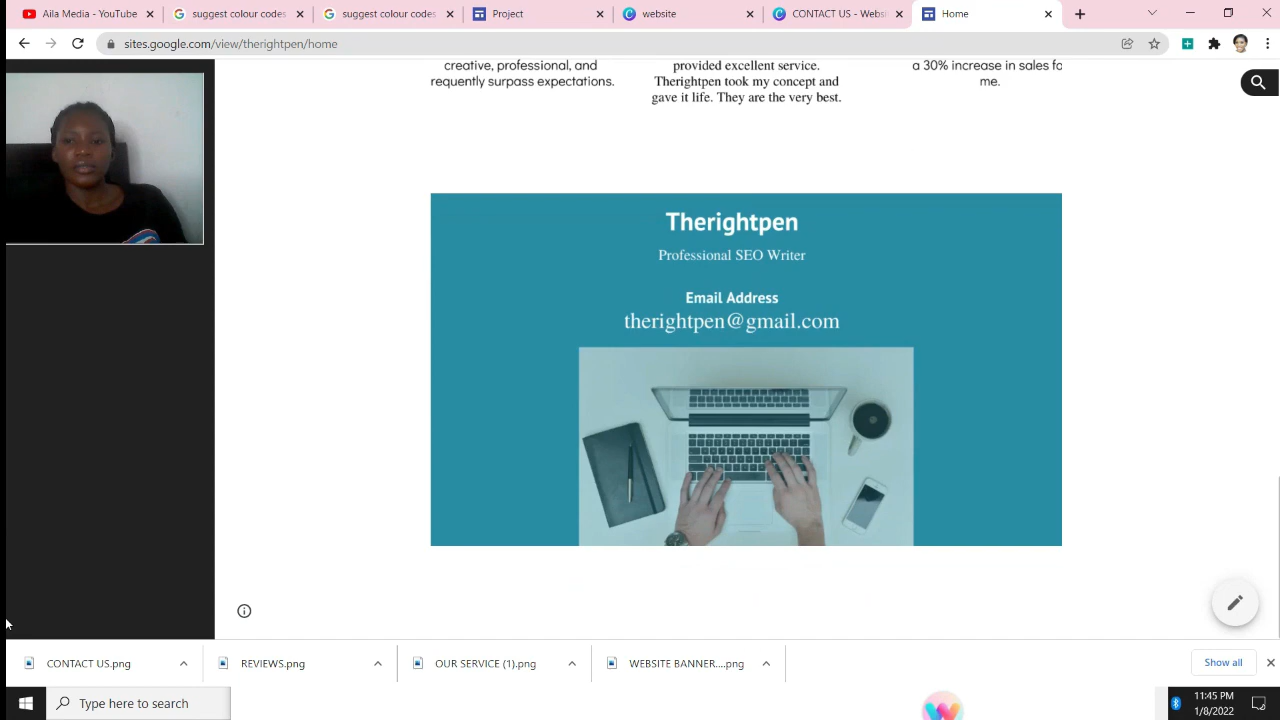 Aila Media - YouTube
suggest colour codes
suggest colour codes
Project
website
CONTACT US - Websi
Home
sites.google.com/view/therightpen/home
creative, professional, and
requently surpass expectations.
provided excellent service.
Therightpen took my concept and
gave it life. They are the very best.
a 30% increase in sales fo
me.
Therightpen
Professional SEO Writer
Email Address
therightpen@gmail.com
CONTACT US.png
REVIEWS.png
OUR SERVICE (1).png
WEBSITE BANNER....png
Show all
Type here to search
11:45 PM
1/8/2022